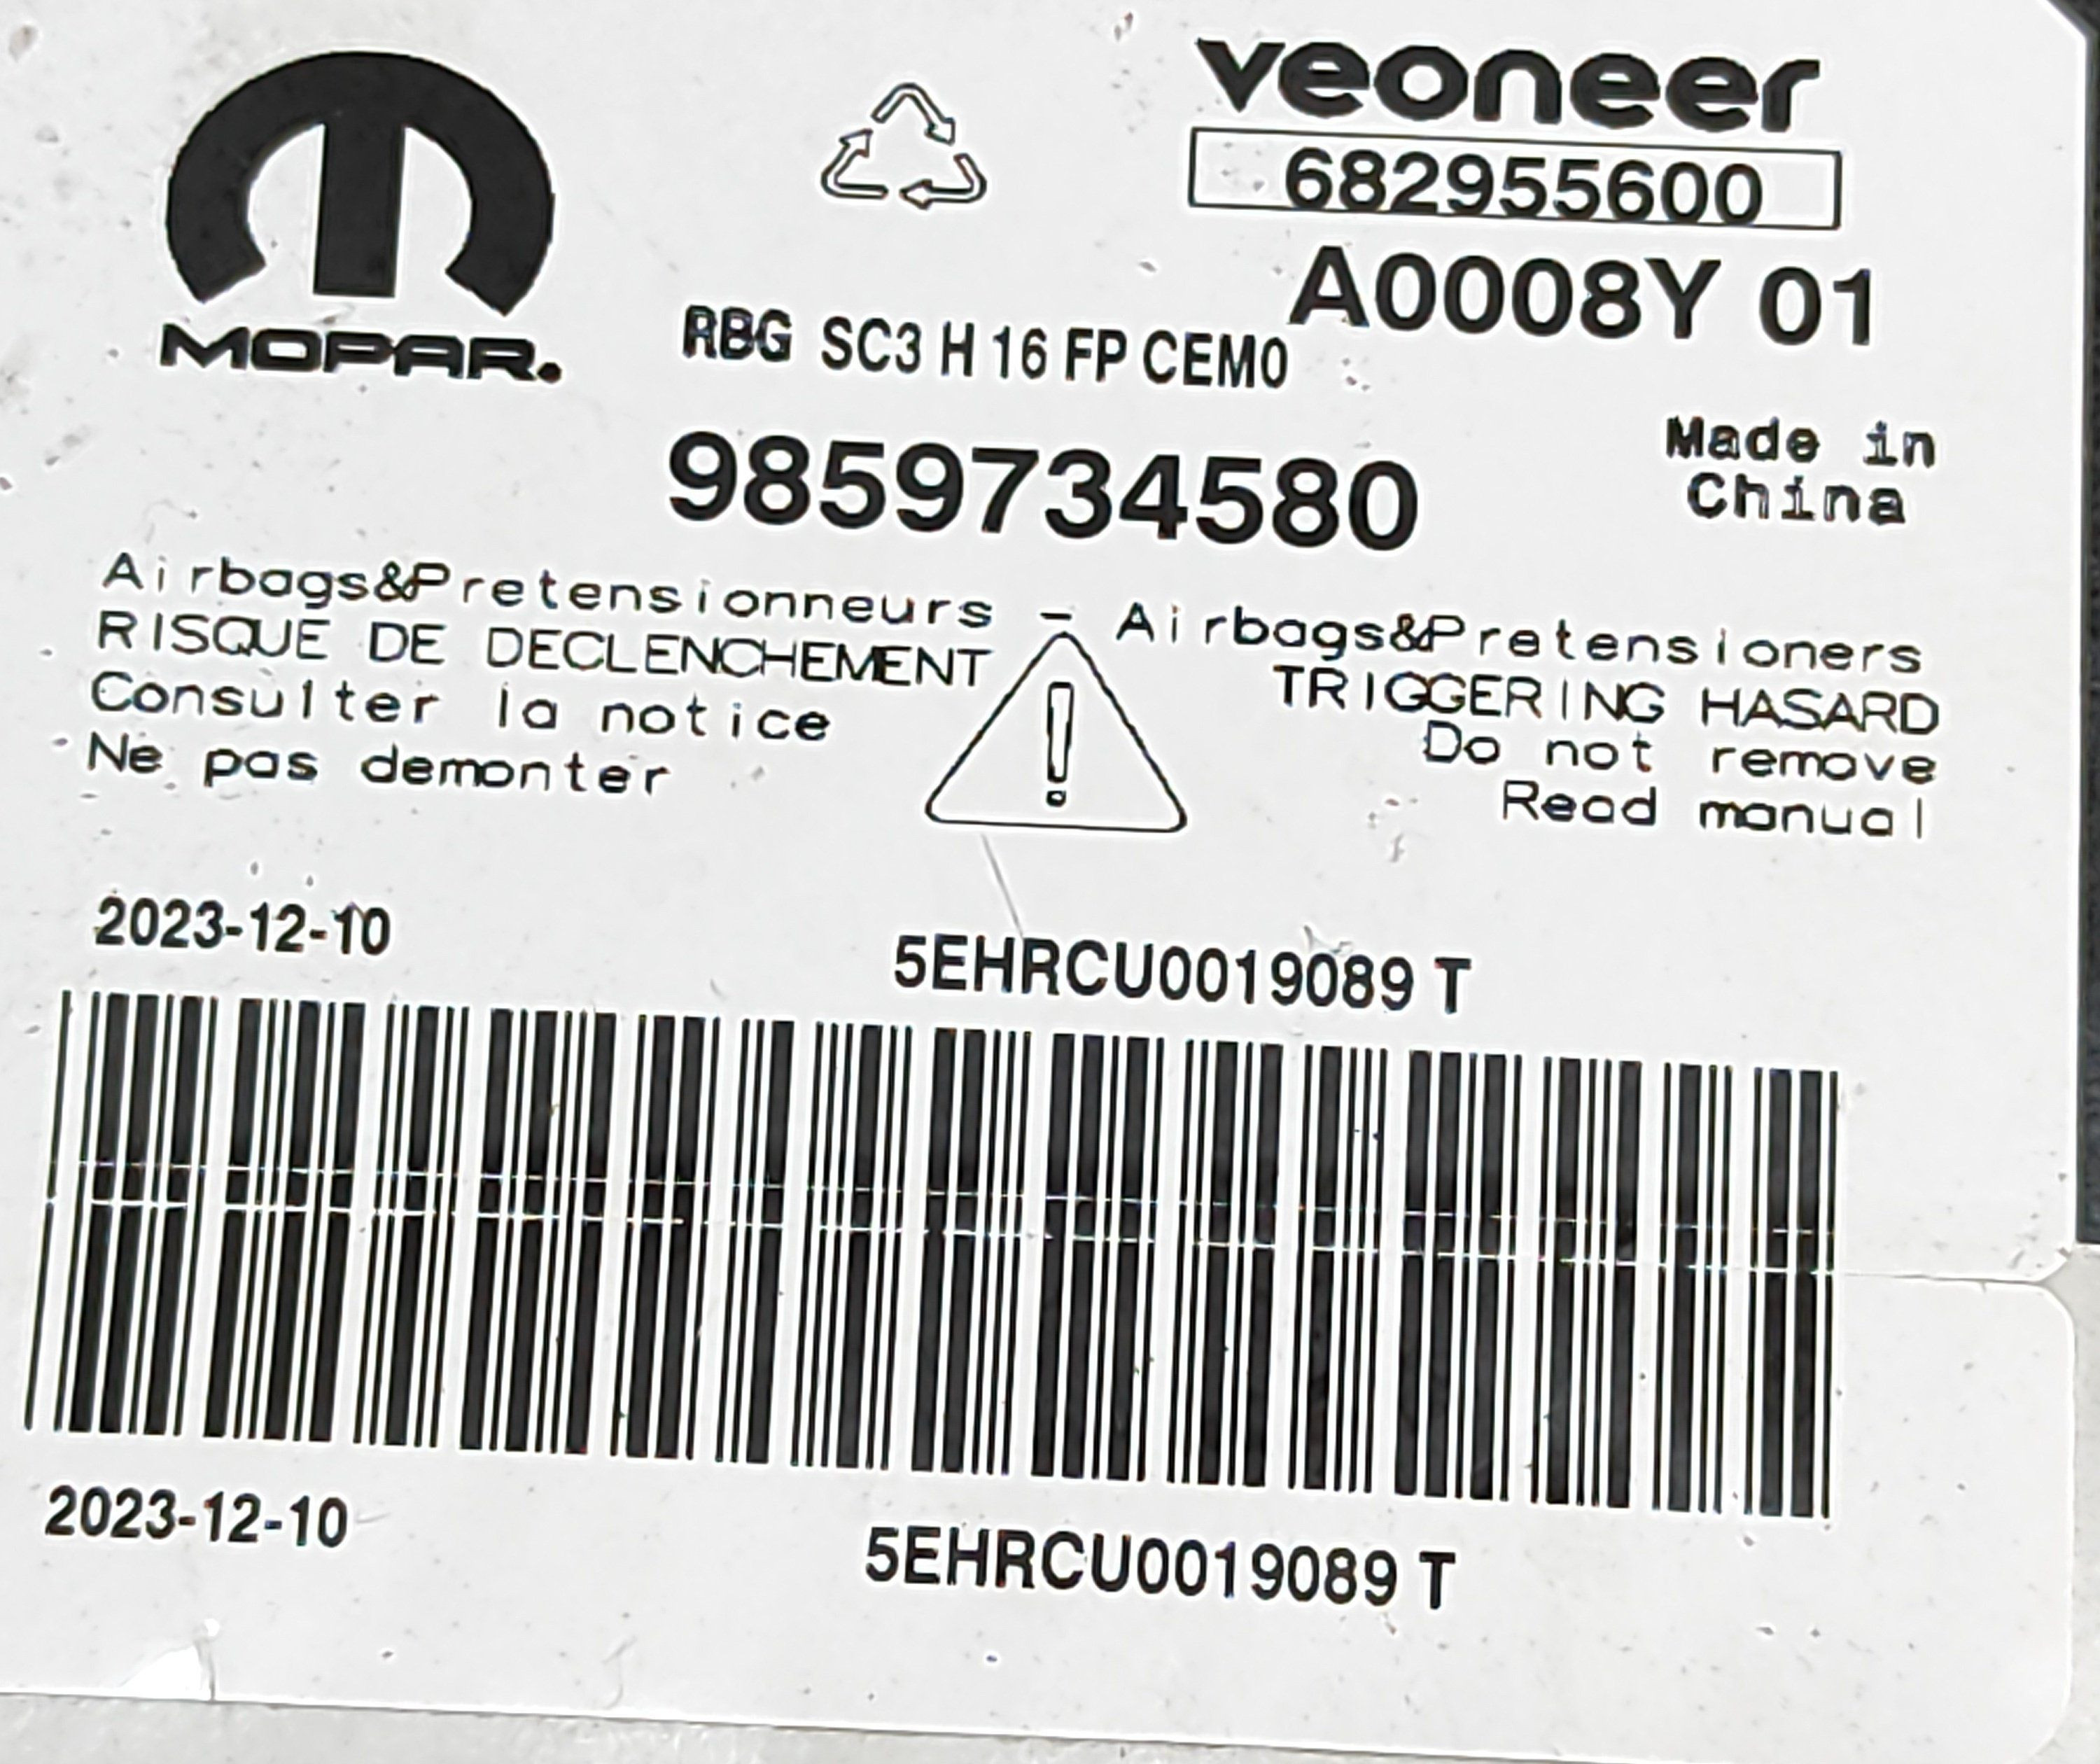 veoneer
682955600
A0008Y 01
MOPAR.
RBG SC3 H 16 FP CEM0
9859734580
Made in
China
Airbags&Pretensionneurs - Airbags&Pretensioners
RISQUE DE DECLENCHEMENT TRIGGERING HASARD
Consulter la notice Do not remove
Ne pas demonter Read manual
2023-12-10 5EHRCU0019089 T
2023-12-10 5EHRCU0019089 T